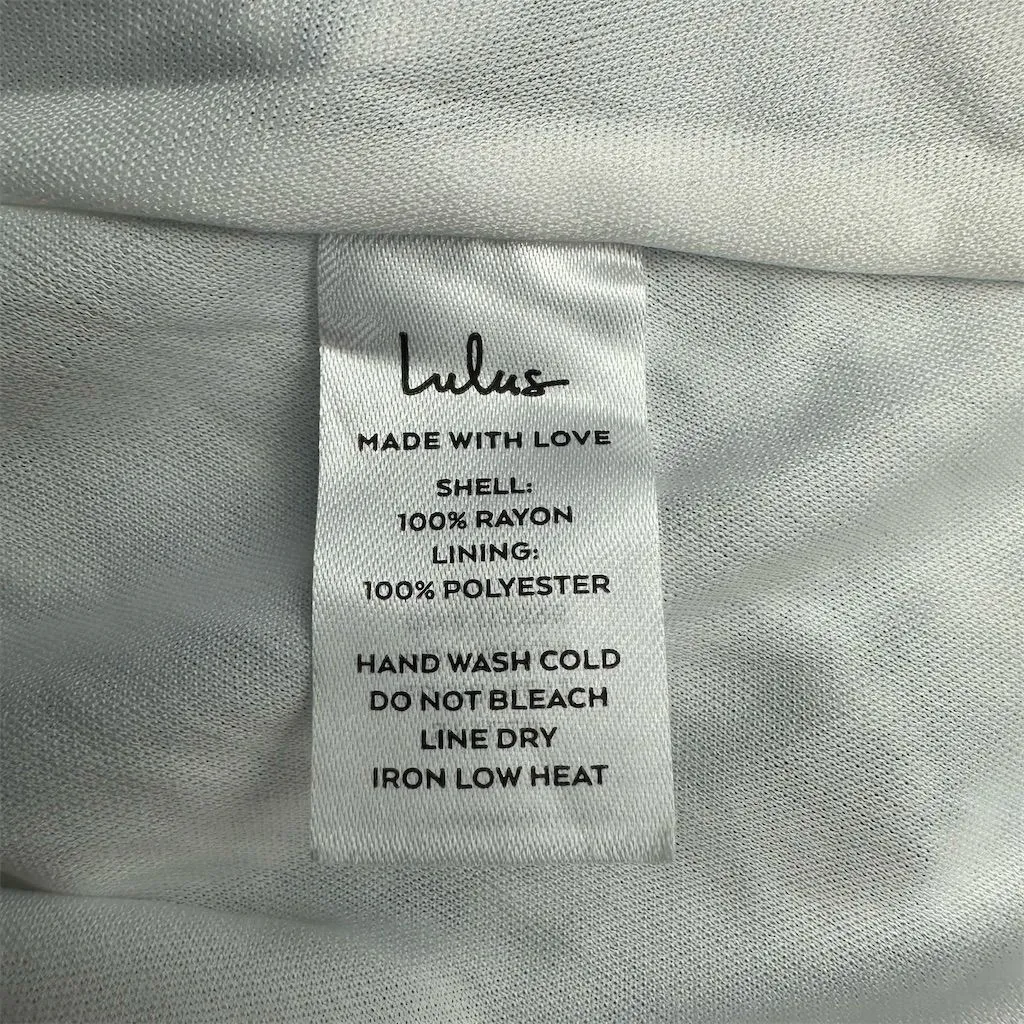 Lulus
MADE WITH LOVE
SHELL:
100% RAYON
LINING:
100% POLYESTER
HAND WASH COLD
DO NOT BLEACH
LINE DRY
IRON LOW HEAT